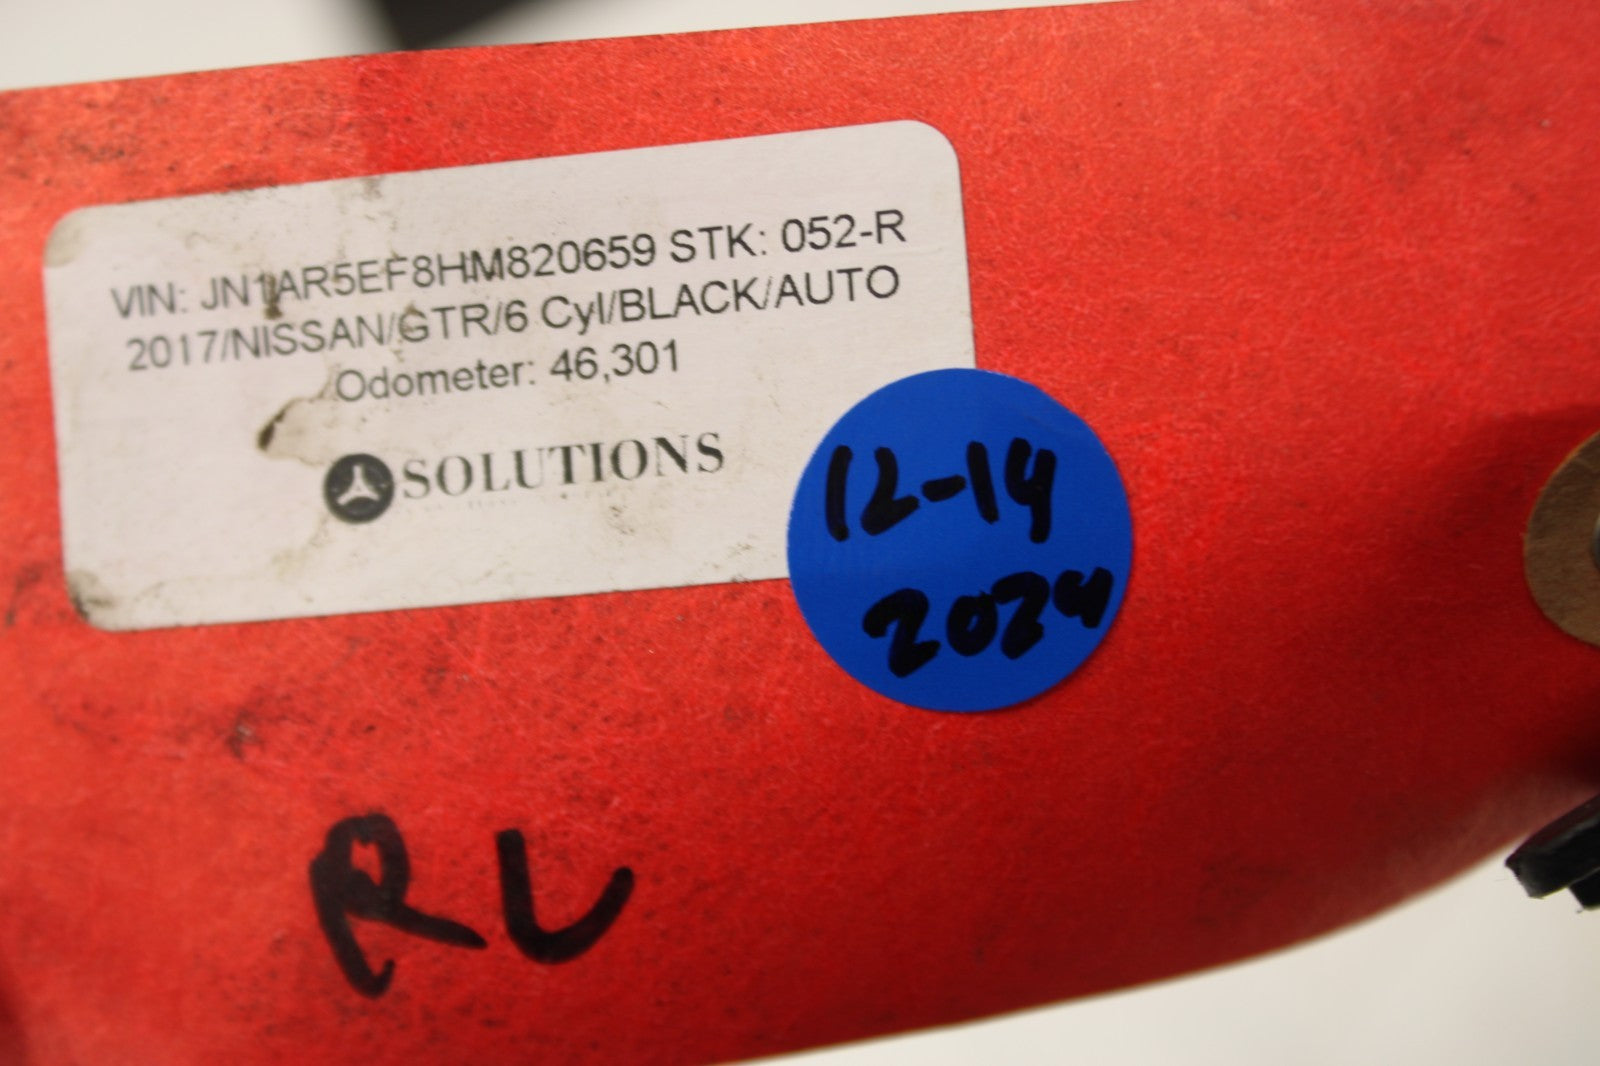 VIN: JN1AR5EF8HM820659 STK: 052-R
2017/NISSAN/GTR/6 Cyl/BLACK/AUTO
Odometer: 46,301
SOLUTIONS
12-14
2024
RL